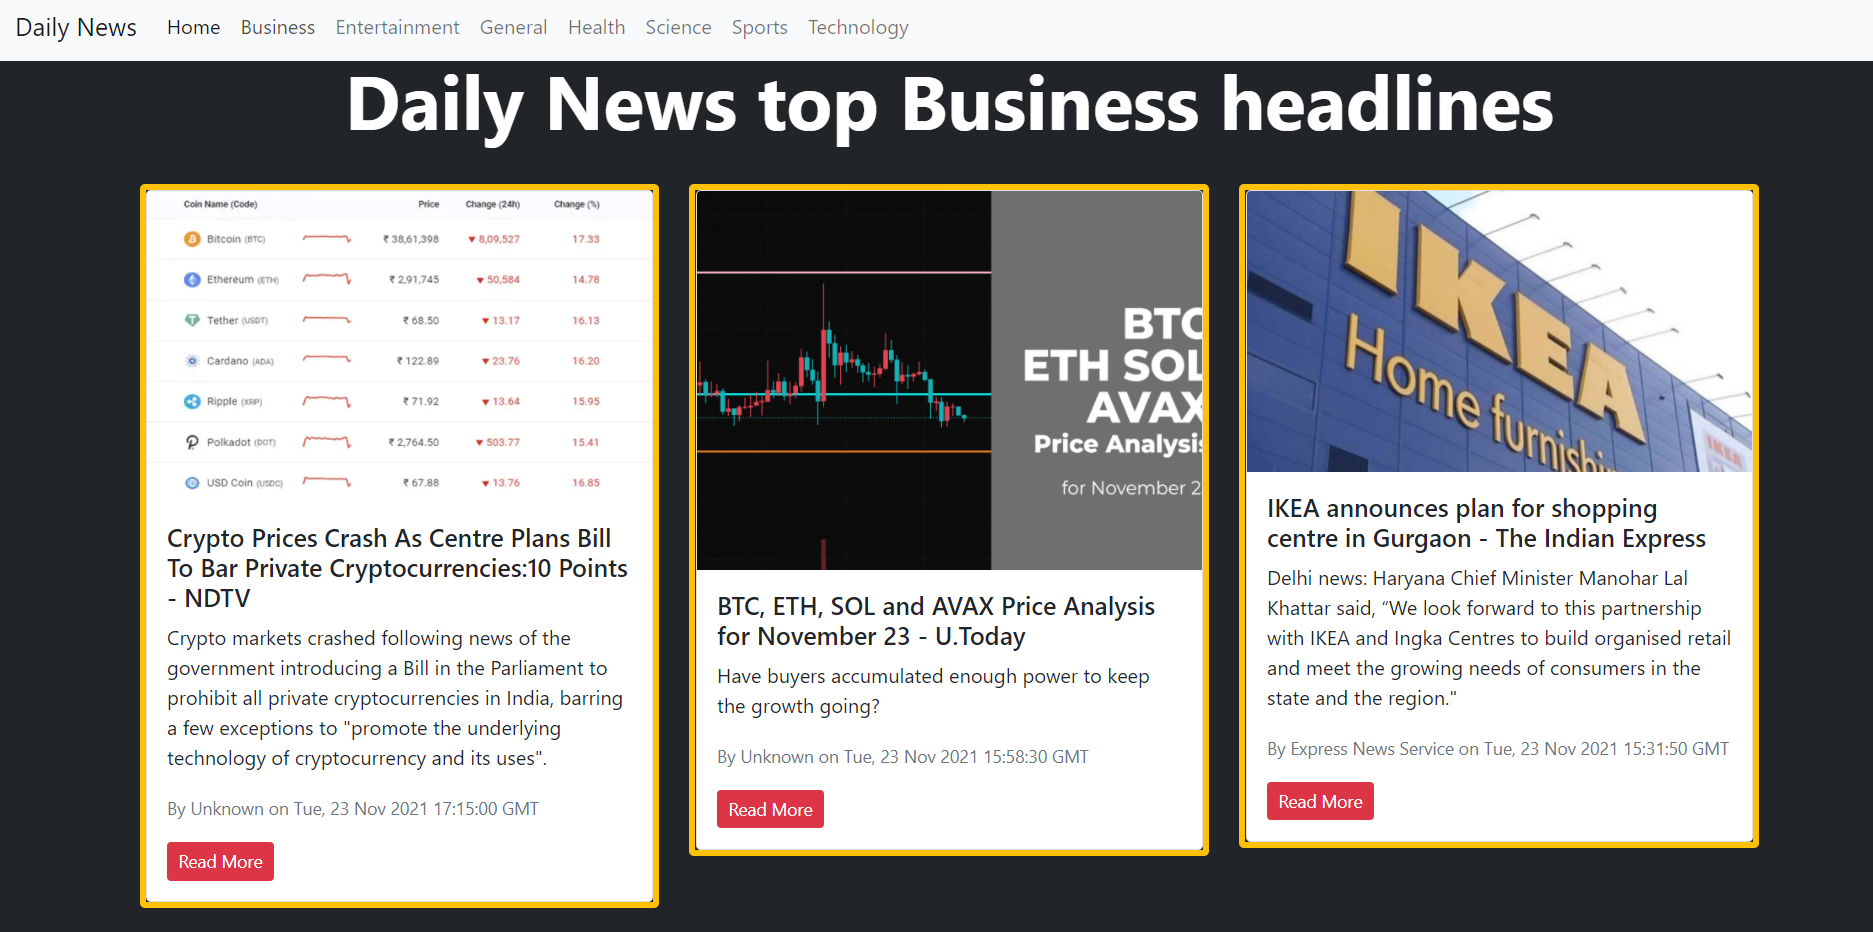 Daily News Home Business Entertainment General Health Science Sports Technology
Daily News top Business headlines
Coin Name (Code) Price Change (24h) Change (%)
Bitcoin (BTC) ₹ 38,61,398 ▼ 8,09,527 17.33
Ethereum (ETH) ₹ 2,91,745 ▼ 50,584 14.78
Tether (USDT) ₹ 68.50 ▼ 13.17 16.13
Cardano (ADA) ₹ 122.89 ▼ 23.76 16.20
Ripple (XRP) ₹ 71.92 ▼ 13.64 15.95
Polkadot (DOT) ₹ 2,764.50 ▼ 503.77 15.41
USD Coin (USDC) ₹ 67.88 ▼ 13.76 16.85
Crypto Prices Crash As Centre Plans Bill
To Bar Private Cryptocurrencies:10 Points
- NDTV
Crypto markets crashed following news of the
government introducing a Bill in the Parliament to
prohibit all private cryptocurrencies in India, barring
a few exceptions to "promote the underlying
technology of cryptocurrency and its uses".
By Unknown on Tue, 23 Nov 2021 17:15:00 GMT
Read More
BTC
ETH SOL
AVAX
Price Analysis
for November 2
BTC, ETH, SOL and AVAX Price Analysis
for November 23 - U.Today
Have buyers accumulated enough power to keep
the growth going?
By Unknown on Tue, 23 Nov 2021 15:58:30 GMT
Read More
IKEA
Home furnishi
IKEA
IKEA announces plan for shopping
centre in Gurgaon - The Indian Express
Delhi news: Haryana Chief Minister Manohar Lal
Khattar said, “We look forward to this partnership
with IKEA and Ingka Centres to build organised retail
and meet the growing needs of consumers in the
state and the region."
By Express News Service on Tue, 23 Nov 2021 15:31:50 GMT
Read More